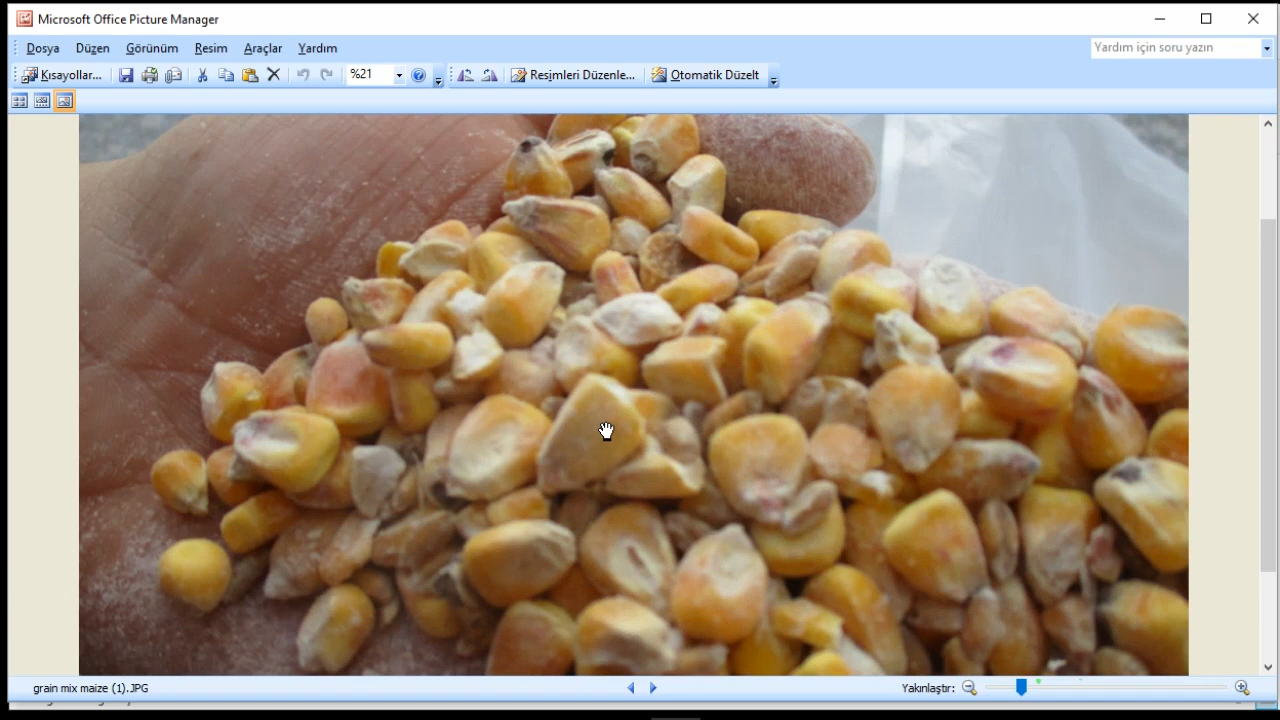 Microsoft Office Picture Manager
Dosya Düzen Görünüm Resim Araçlar Yardım
Yardım için soru yazın
Kısayollar... %21 Resimleri Düzenle... Otomatik Düzelt
grain mix maize (1).JPG
Yakınlaştır: